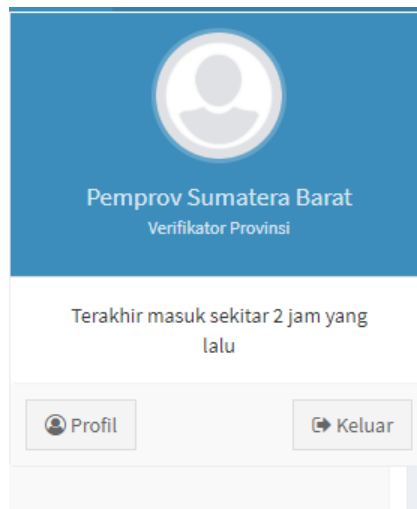 Pemprov Sumatera Barat
Verifikator Provinsi
Terakhir masuk sekitar 2 jam yang
lalu
Profil
Keluar